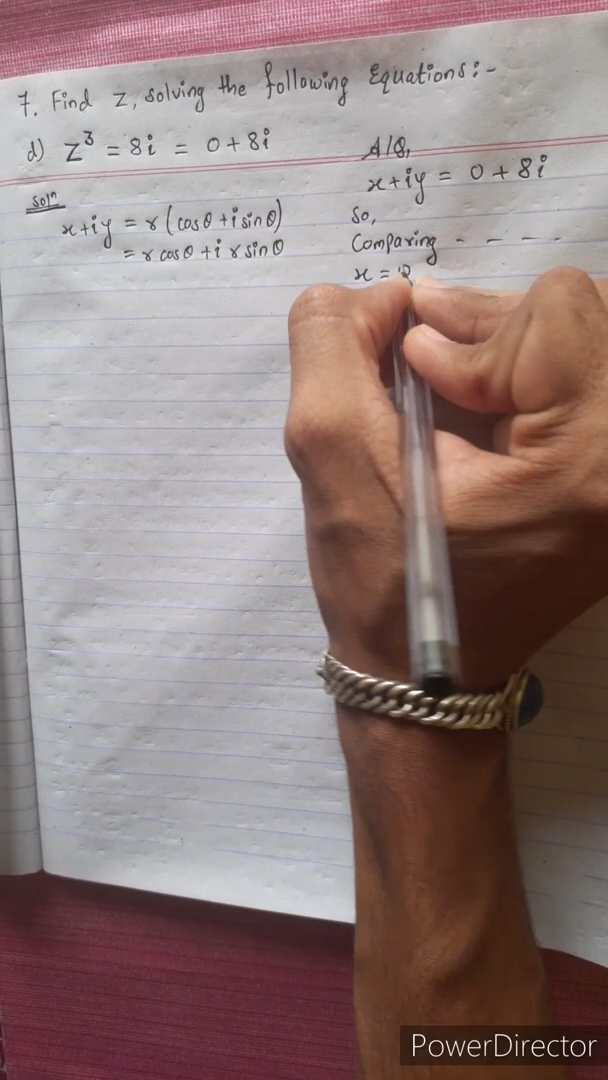 7. Find z, solving the following Equations:-
d) z³ = 8i = 0+8i
Solⁿ
x+iy = r (cosθ + i sinθ)
= r cosθ + i r sinθ
A/Q,
x+iy = 0 + 8i
So,
Comparing - - - -
x =
PowerDirector